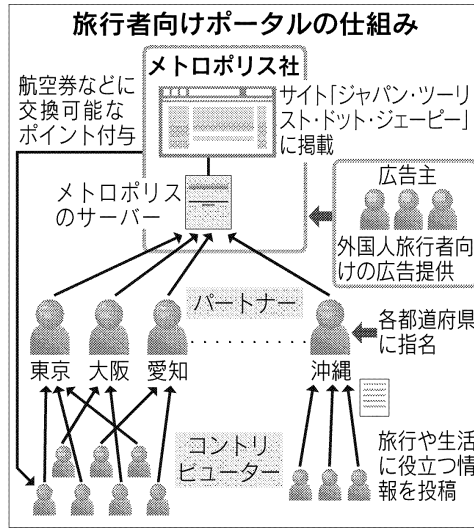 旅行者向けポータルの仕組み
メトロポリス社
航空券などに
交換可能な
ポイント付与
サイト「ジャパン・ツーリ
スト・ドット・ジェーピー」
に掲載
メトロポリス
のサーバー
広告主
外国人旅行者向
けの広告提供
パートナー
各都道府県
に指名
東京 大阪 愛知 ・・・・・・・・ 沖縄
コントリ
ビューター
旅行や生活
に役立つ情
報を投稿